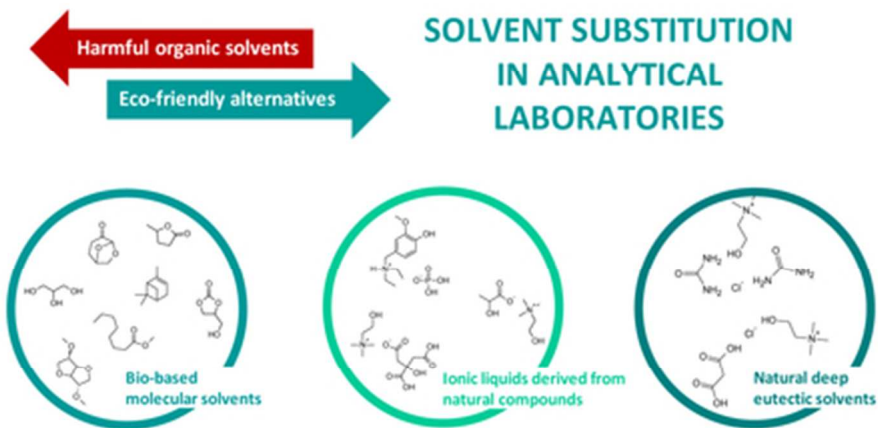 Harmful organic solvents
Eco-friendly alternatives
SOLVENT SUBSTITUTION
IN ANALYTICAL
LABORATORIES
Bio-based
molecular solvents
Ionic liquids derived from
natural compounds
Natural deep
eutectic solvents